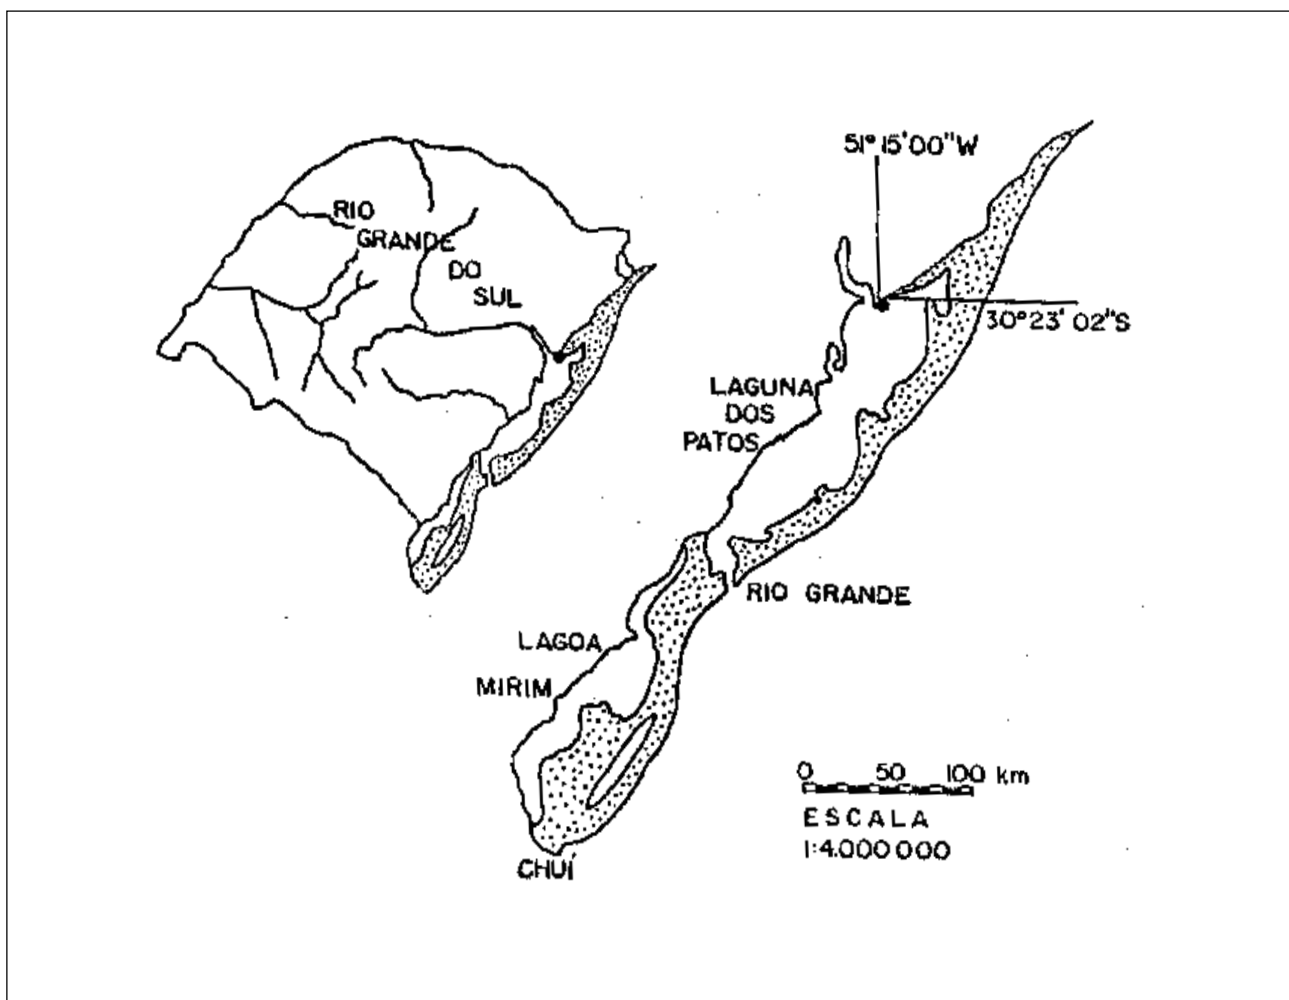 RIO
GRANDE
DO
SUL
51° 15' 00" W
30° 23' 02" S
LAGUNA
DOS
PATOS
RIO GRANDE
LAGOA
MIRIM
CHUÍ
0 50 100 km
ESCALA
1:4.000 000